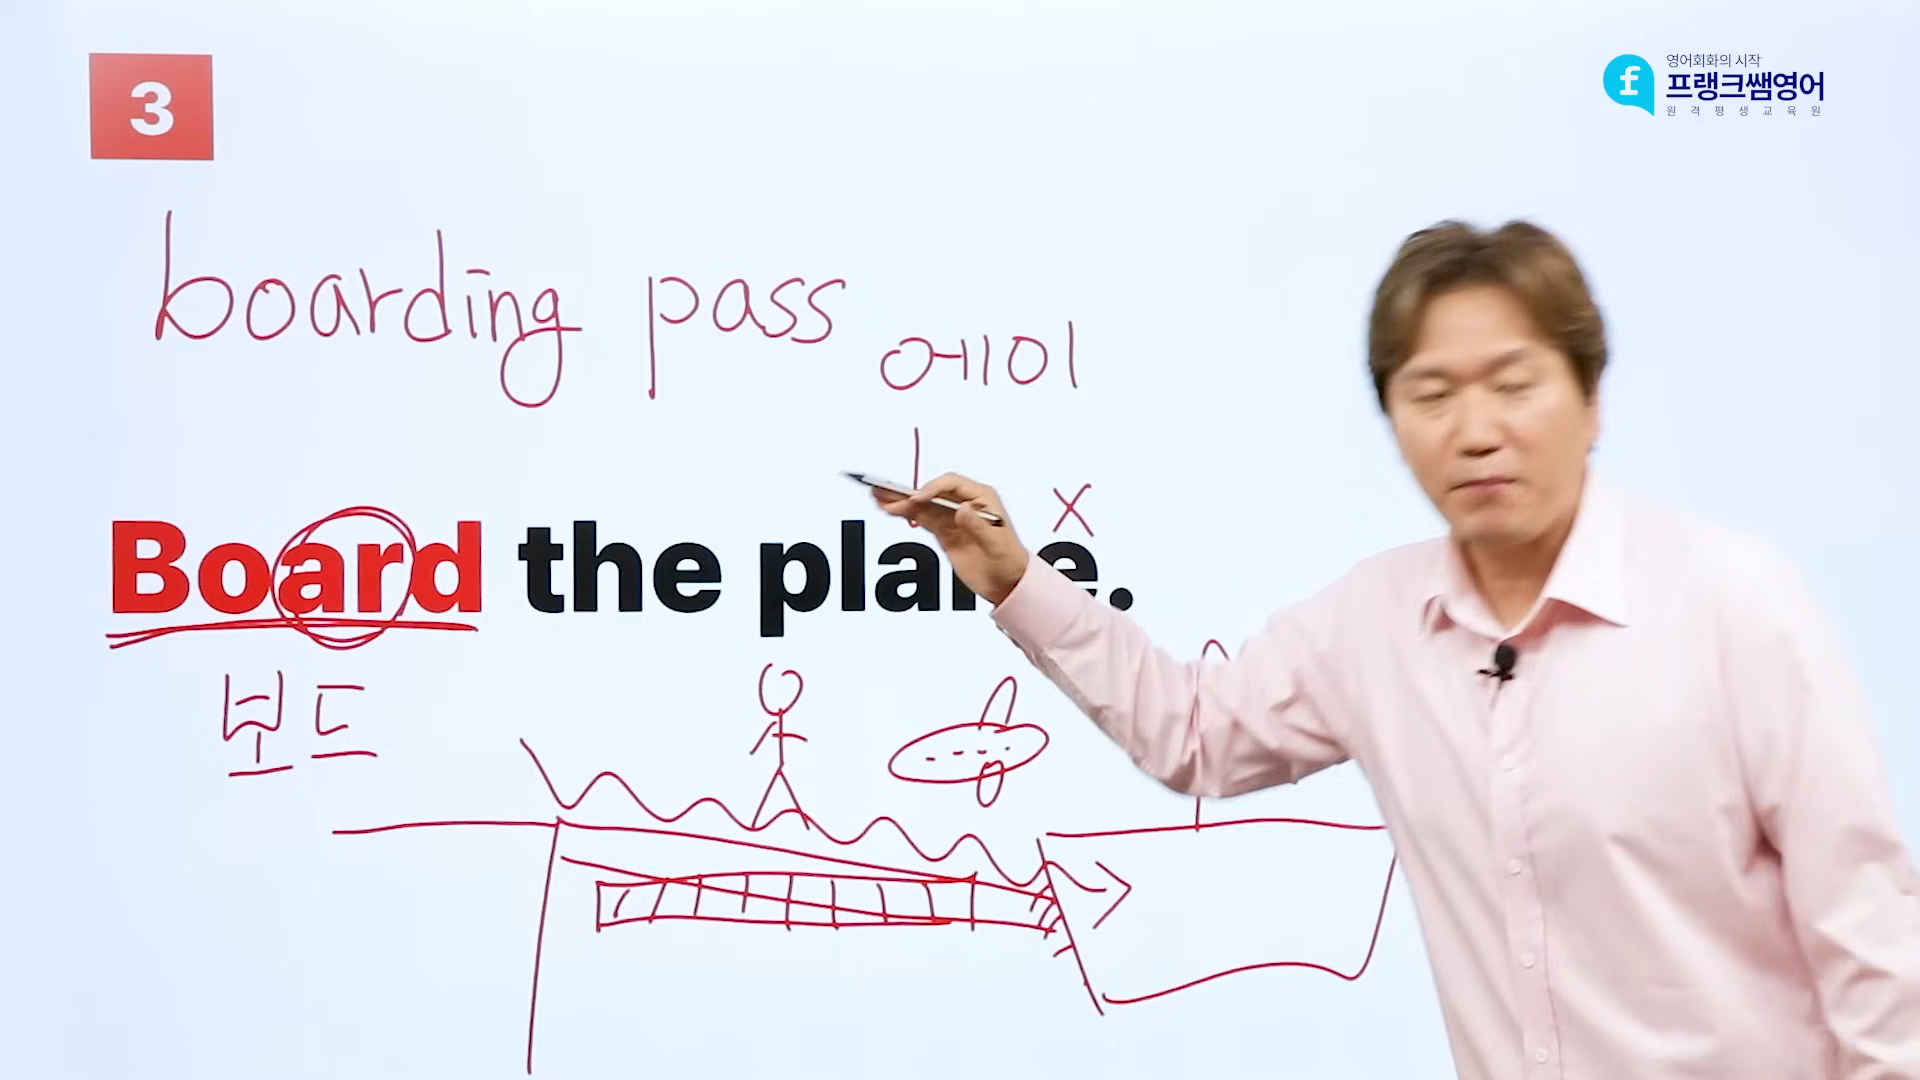 3
영어회화의 시작
프랭크쌤영어
원격평생교육원
boarding pass
에이
X
Board the pla e.
보드